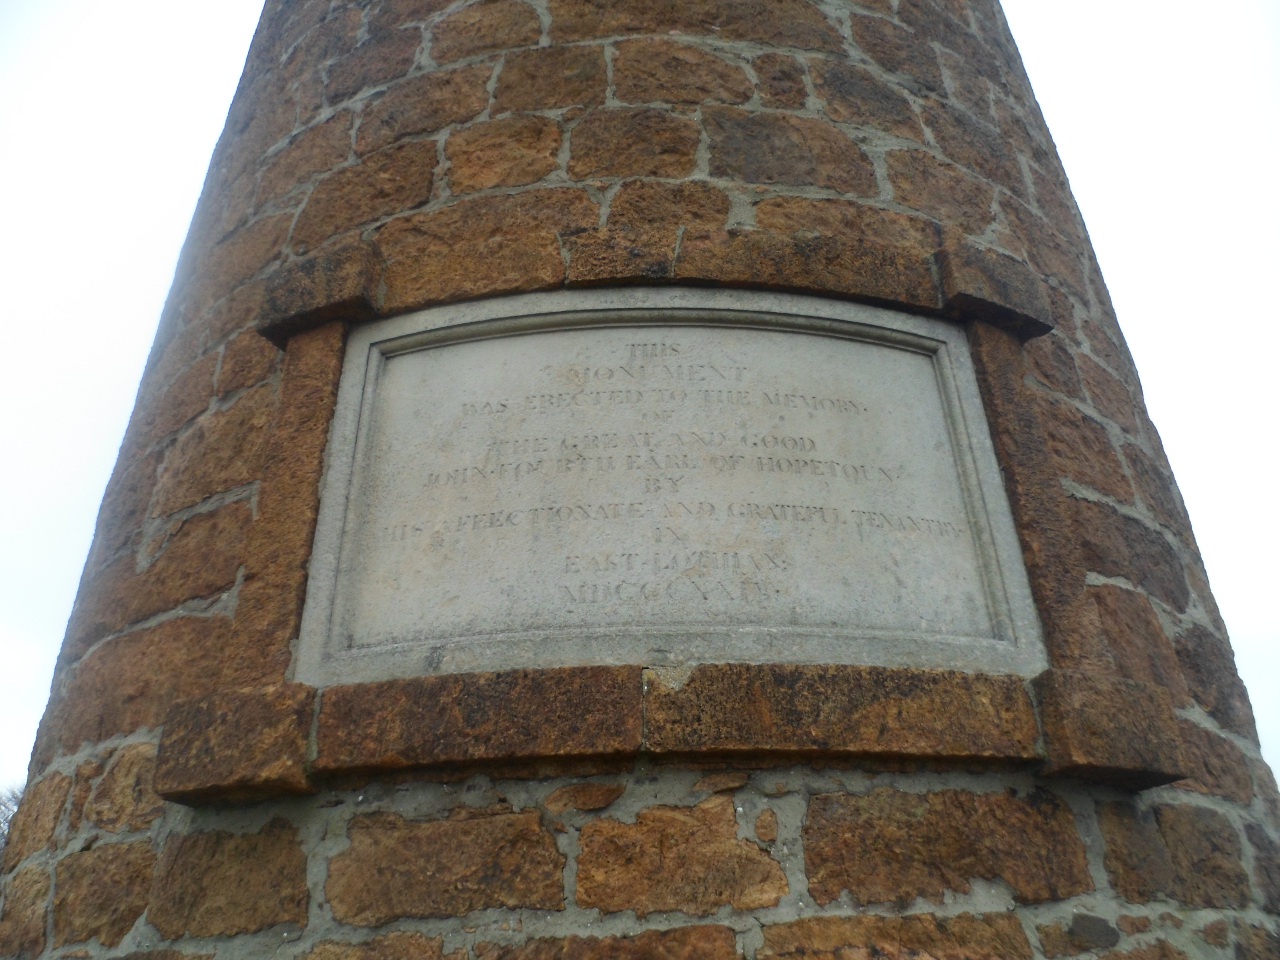 THIS
MONUMENT
WAS ERECTED TO THE MEMORY
OF
THE GREAT AND GOOD
JOHN FOURTH EARL OF HOPETOUN
BY
HIS AFFECTIONATE AND GRATEFUL TENANTRY
IN
EAST LOTHIAN
MDCCCXXIV